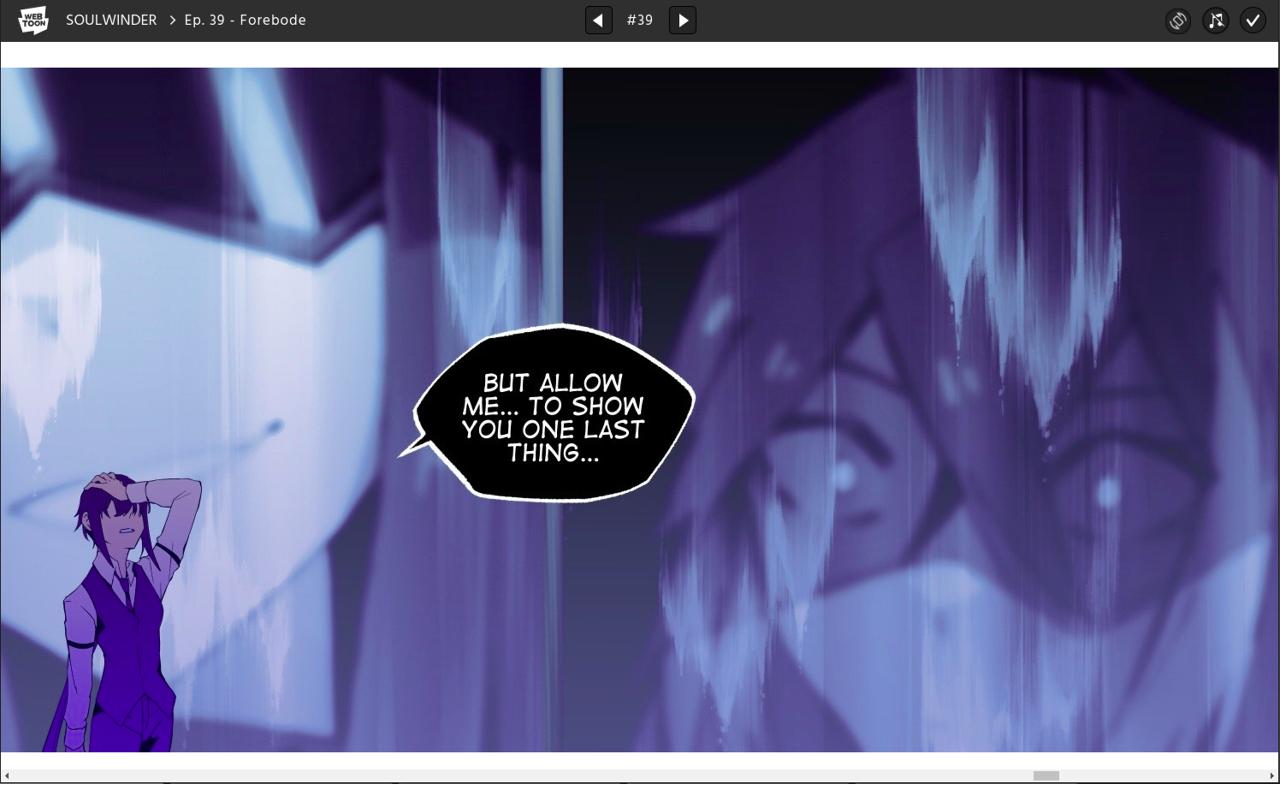 WEB
TOON
SOULWINDER > Ep. 39 - Forebode
#39
BUT ALLOW
ME... TO SHOW
YOU ONE LAST
THING...